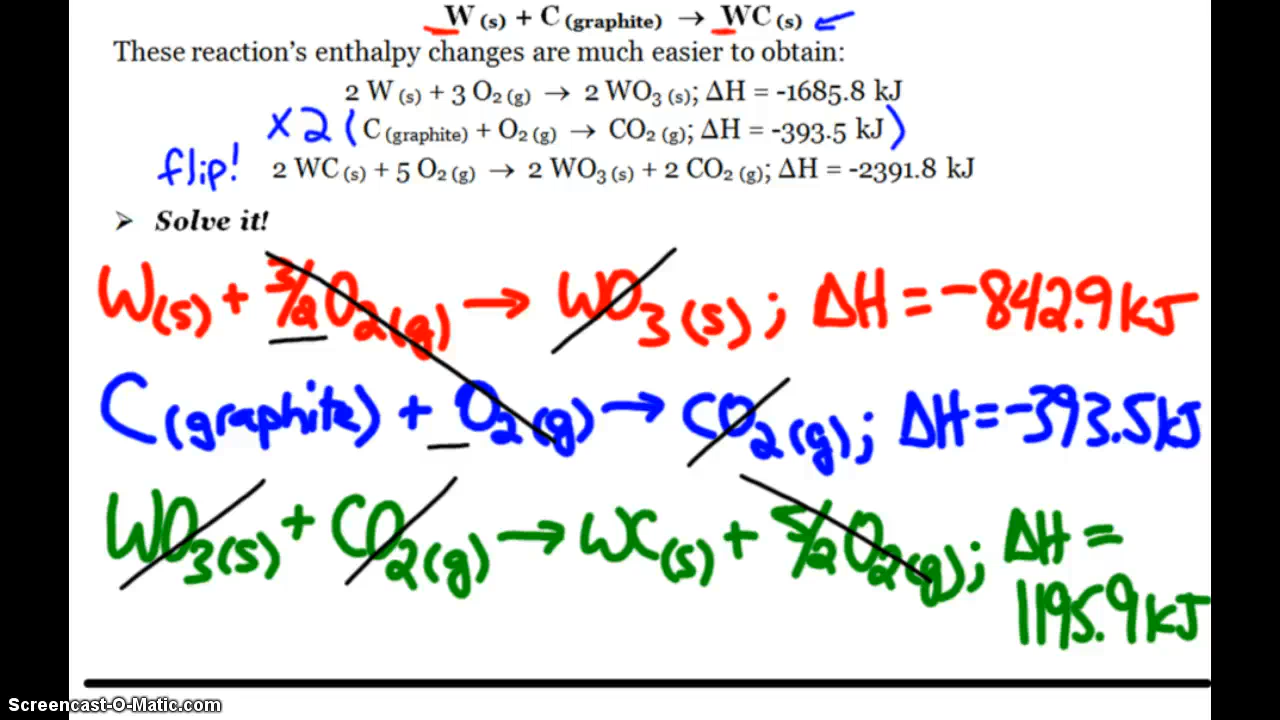 W (s) + C (graphite) → WC (s)
These reaction's enthalpy changes are much easier to obtain:
2 W (s) + 3 O2 (g) → 2 WO3 (s); ΔH = -1685.8 kJ
×2 ( C (graphite) + O2 (g) → CO2 (g); ΔH = -393.5 kJ )
flip! 2 WC (s) + 5 O2 (g) → 2 WO3 (s) + 2 CO2 (g); ΔH = -2391.8 kJ
➢ Solve it!
W(s) + 3/2 O2(g) → WO3(s); ΔH = -842.9 kJ
C(graphite) + O2(g) → CO2(g); ΔH = -393.5 kJ
WO3(s) + CO2(g) → WC(s) + 5/2 O2(g); ΔH =
1195.9 kJ
Screencast-O-Matic.com